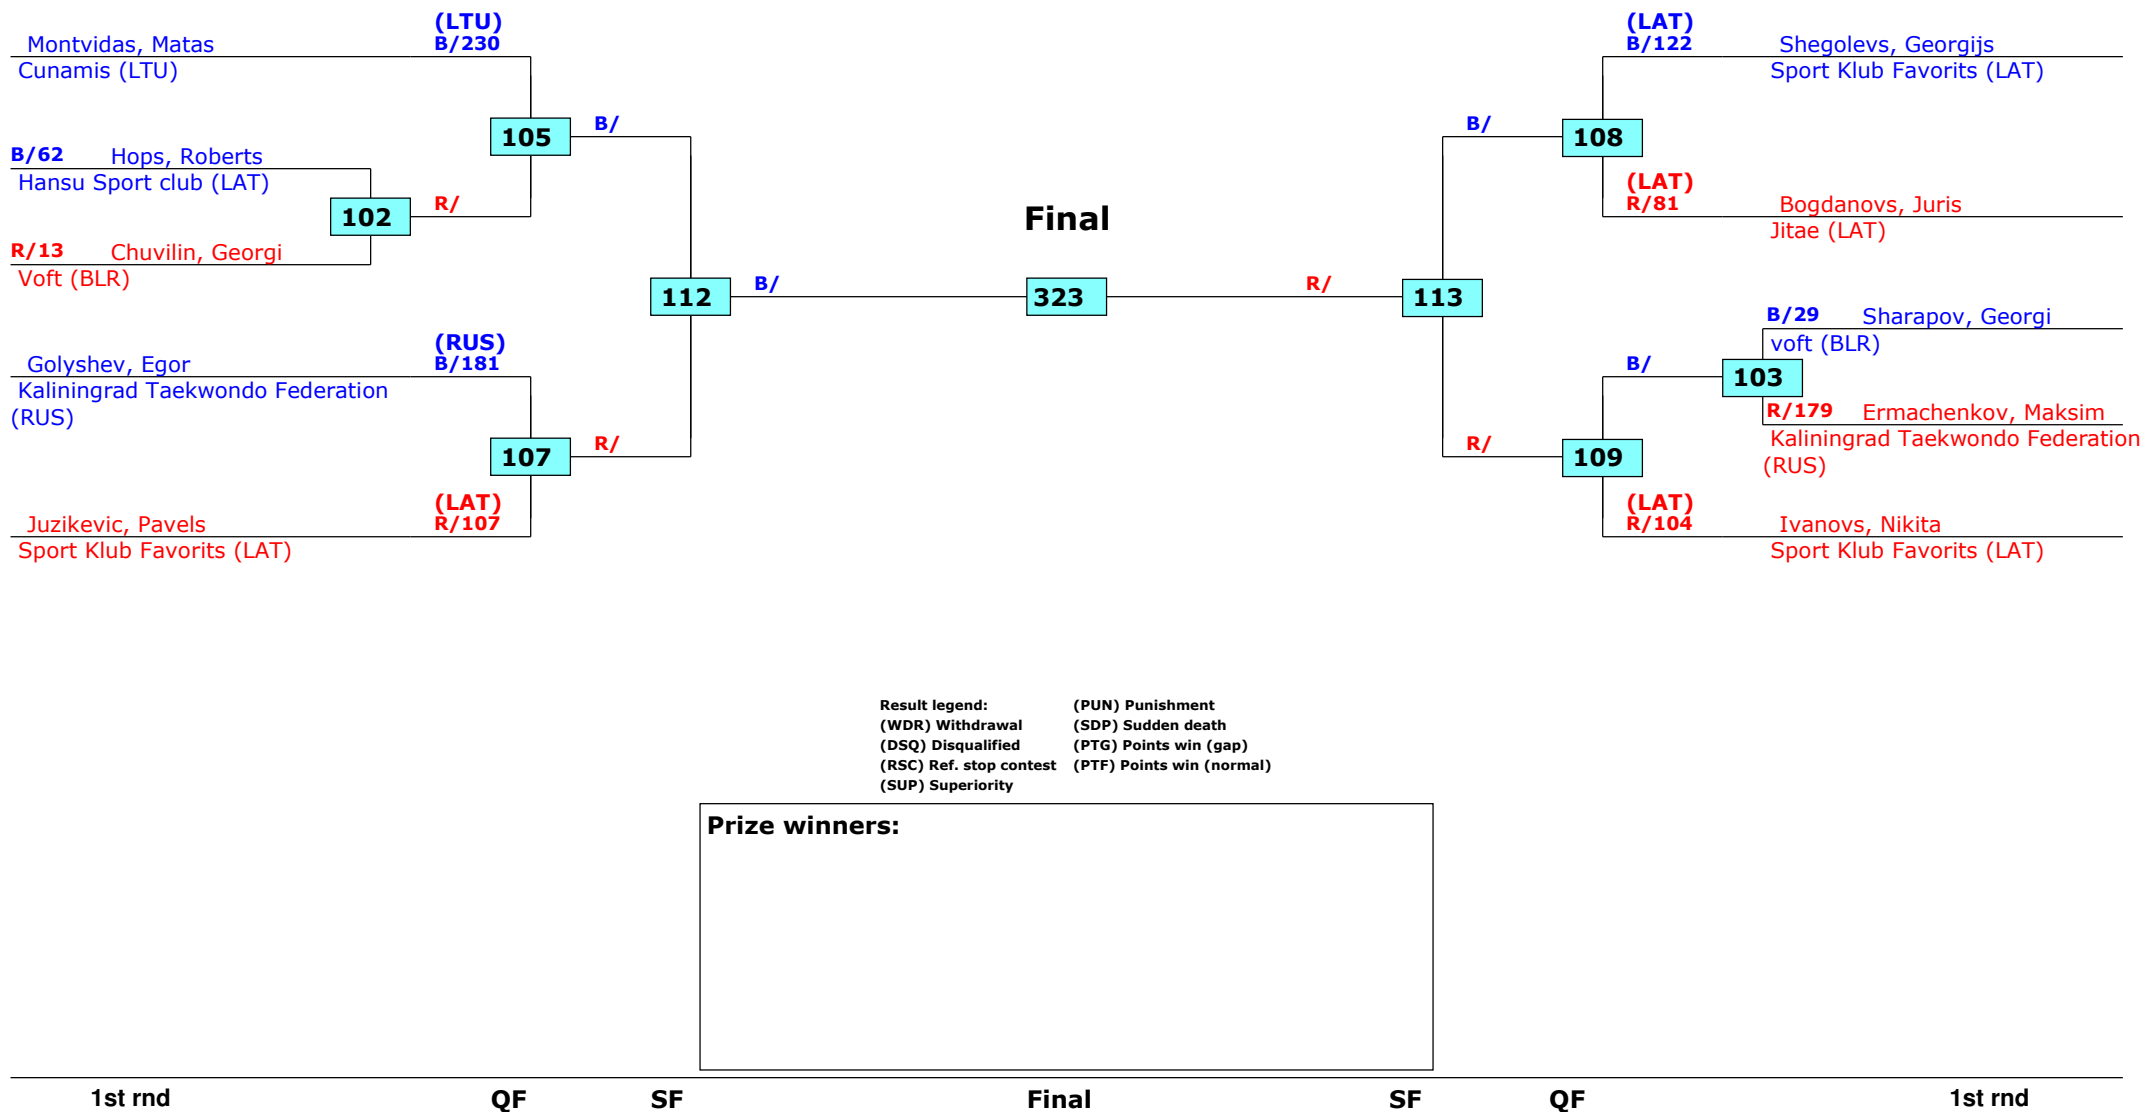 (LTU)
Montvidas, Matas B/230
Cunamis (LTU)
105
B/
B/62 Hops, Roberts
Hansu Sport club (LAT)
102
R/
R/13 Chuvilin, Georgi
Voft (BLR)
112
B/
(RUS)
Golyshev, Egor B/181
Kaliningrad Taekwondo Federation
(RUS)
107
R/
(LAT)
Juzikevic, Pavels R/107
Sport Klub Favorits (LAT)
Final
323
(LAT)
B/122 Shegolevs, Georgijs
Sport Klub Favorits (LAT)
B/
108
(LAT)
R/81 Bogdanovs, Juris
Jitae (LAT)
R/
113
B/29 Sharapov, Georgi
voft (BLR)
B/
103
R/179 Ermachenkov, Maksim
Kaliningrad Taekwondo Federation
(RUS)
R/
109
(LAT)
R/104 Ivanovs, Nikita
Sport Klub Favorits (LAT)
Result legend: (PUN) Punishment
(WDR) Withdrawal (SDP) Sudden death
(DSQ) Disqualified (PTG) Points win (gap)
(RSC) Ref. stop contest (PTF) Points win (normal)
(SUP) Superiority
Prize winners:
1st rnd QF SF Final SF QF 1st rnd